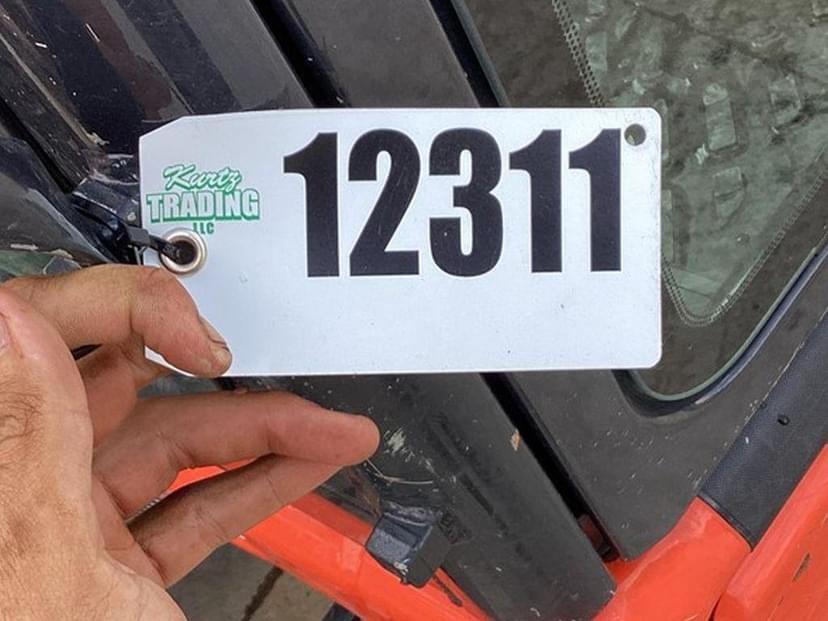 Kurtz
TRADING
LLC
12311